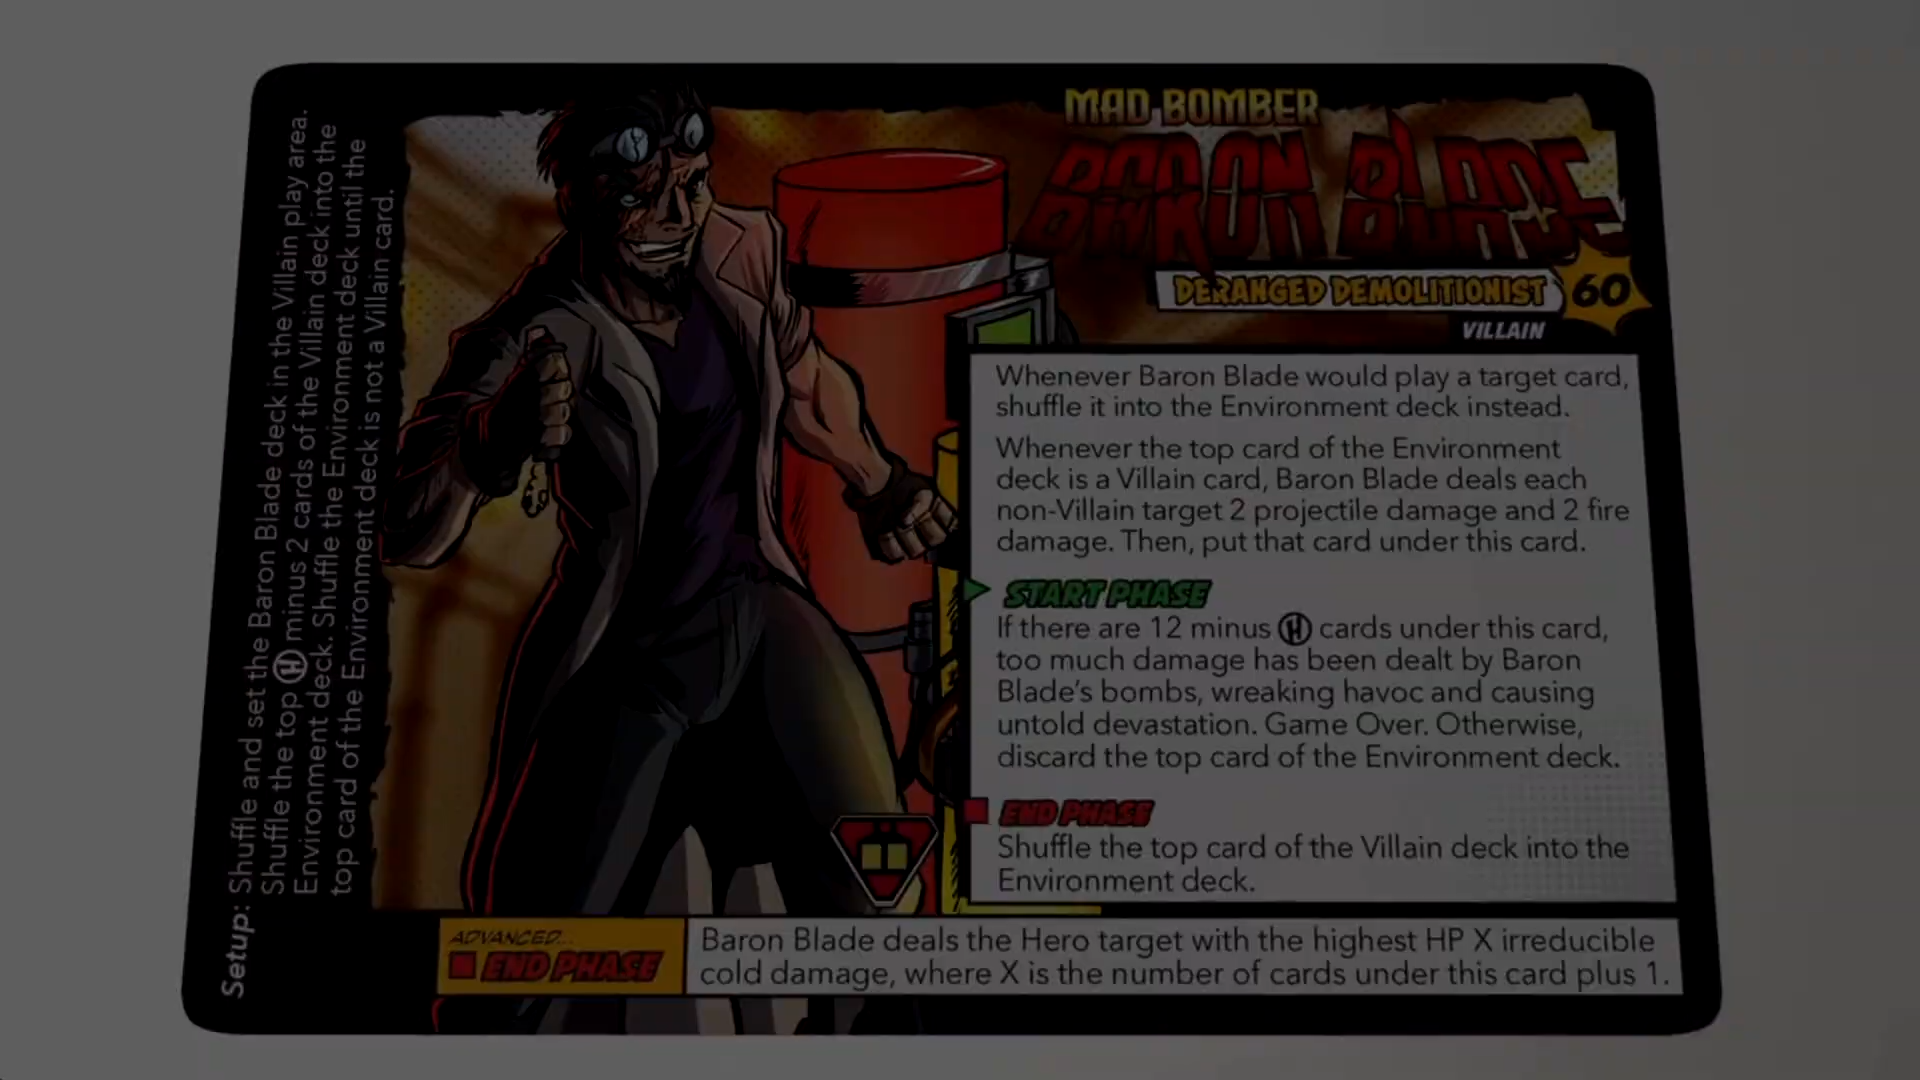 MAD BOMBER
BARON BLADE
DERANGED DEMOLITIONIST
60
VILLAIN
Setup: Shuffle and set the Baron Blade deck in the Villain play area.
Shuffle the top H minus 2 cards of the Villain deck into the
Environment deck. Shuffle the Environment deck until the
top card of the Environment deck is not a Villain card.
Whenever Baron Blade would play a target card,
shuffle it into the Environment deck instead.
Whenever the top card of the Environment
deck is a Villain card, Baron Blade deals each
non-Villain target 2 projectile damage and 2 fire
damage. Then, put that card under this card.
START PHASE
If there are 12 minus H cards under this card,
too much damage has been dealt by Baron
Blade's bombs, wreaking havoc and causing
untold devastation. Game Over. Otherwise,
discard the top card of the Environment deck.
END PHASE
Shuffle the top card of the Villain deck into the
Environment deck.
ADVANCED...
END PHASE
Baron Blade deals the Hero target with the highest HP X irreducible
cold damage, where X is the number of cards under this card plus 1.